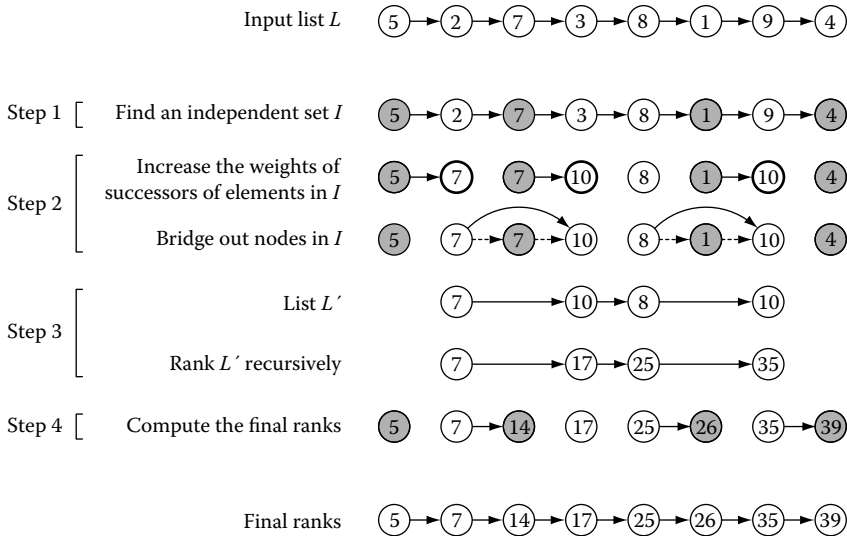 Input list L 5 2 7 3 8 1 9 4
Step 1 Find an independent set I 5 2 7 3 8 1 9 4
Step 2
Increase the weights of
successors of elements in I
5 7 7 10 8 1 10 4
Bridge out nodes in I 5 7 7 10 8 1 10 4
Step 3
List L´ 7 10 8 10
Rank L´ recursively 7 17 25 35
Step 4 Compute the final ranks 5 7 14 17 25 26 35 39
Final ranks 5 7 14 17 25 26 35 39